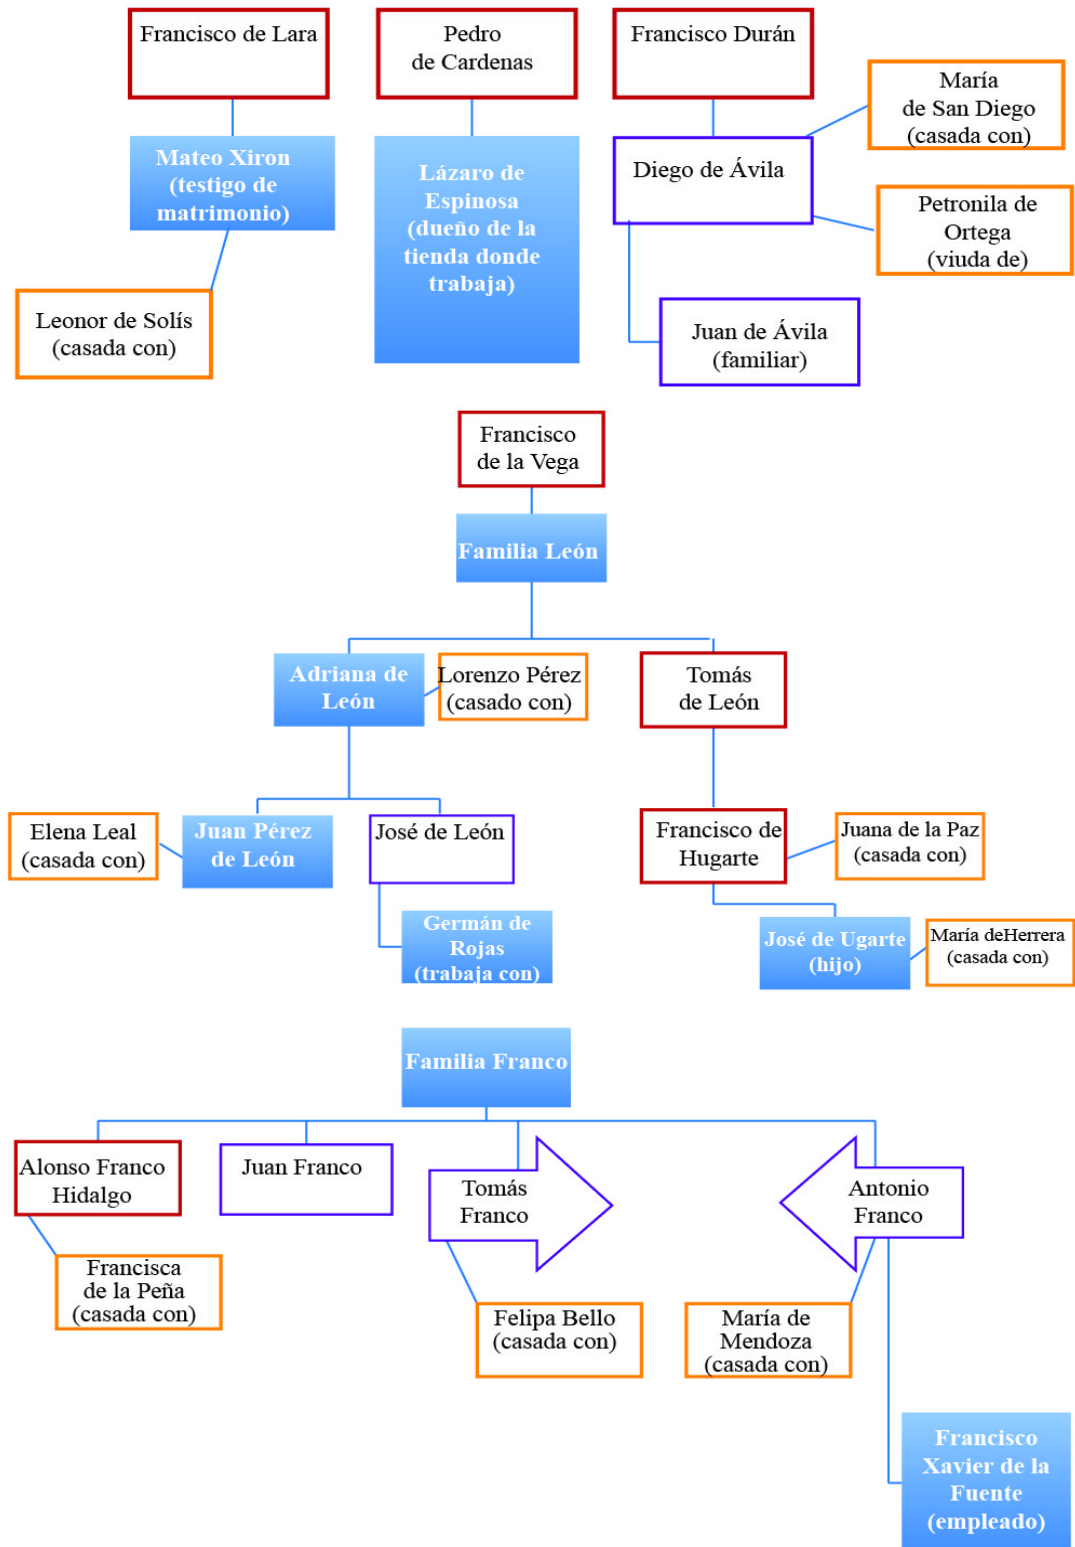 Francisco de Lara
Pedro
de Cardenas
Francisco Durán
María
de San Diego
(casada con)
Mateo Xiron
(testigo de
matrimonio)
Lázaro de
Espinosa
(dueño de la
tienda donde
trabaja)
Diego de Ávila
Petronila de
Ortega
(viuda de)
Leonor de Solís
(casada con)
Juan de Ávila
(familiar)
Francisco
de la Vega
Familia León
Adriana de
León
Lorenzo Pérez
(casado con)
Tomás
de León
Elena Leal
(casada con)
Juan Pérez
de León
José de León
Francisco de
Hugarte
Juana de la Paz
(casada con)
Germán de
Rojas
(trabaja con)
José de Ugarte
(hijo)
María deHerrera
(casada con)
Familia Franco
Alonso Franco
Hidalgo
Juan Franco
Tomás
Franco
Antonio
Franco
Francisca
de la Peña
(casada con)
Felipa Bello
(casada con)
María de
Mendoza
(casada con)
Francisco
Xavier de la
Fuente
(empleado)